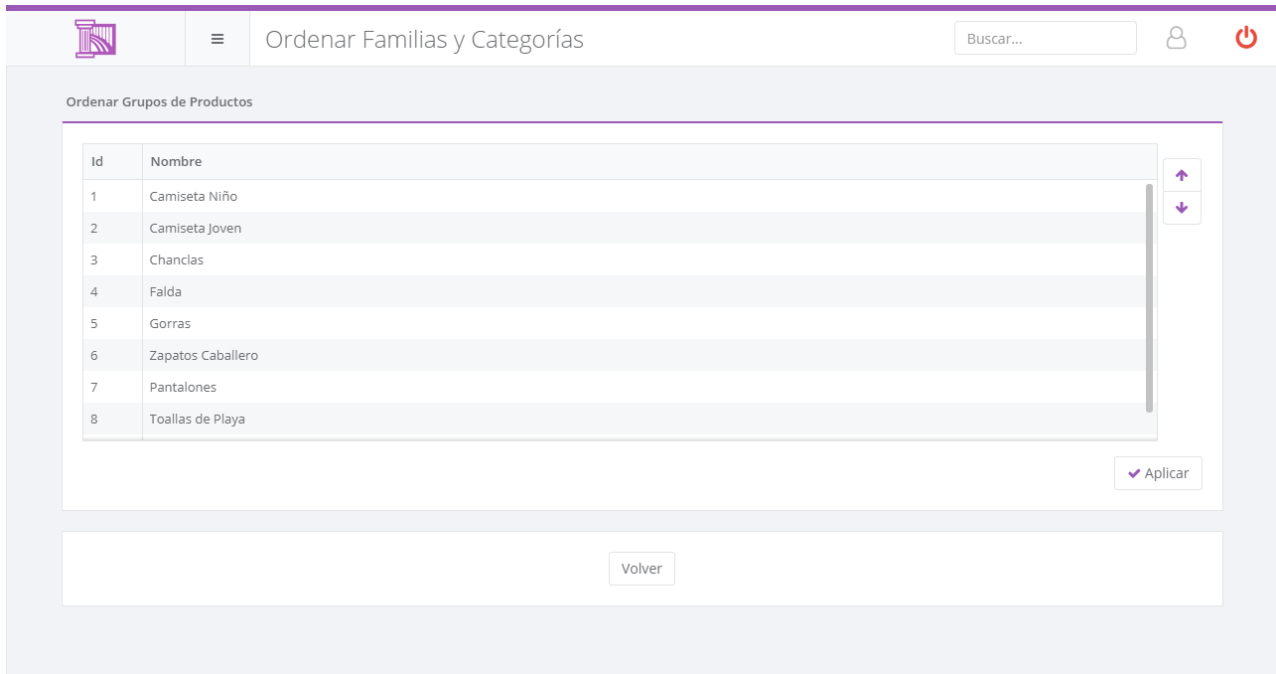 Ordenar Familias y Categorías
Buscar...
Ordenar Grupos de Productos
Id Nombre
1 Camiseta Niño
2 Camiseta Joven
3 Chanclas
4 Falda
5 Gorras
6 Zapatos Caballero
7 Pantalones
8 Toallas de Playa
Aplicar
Volver